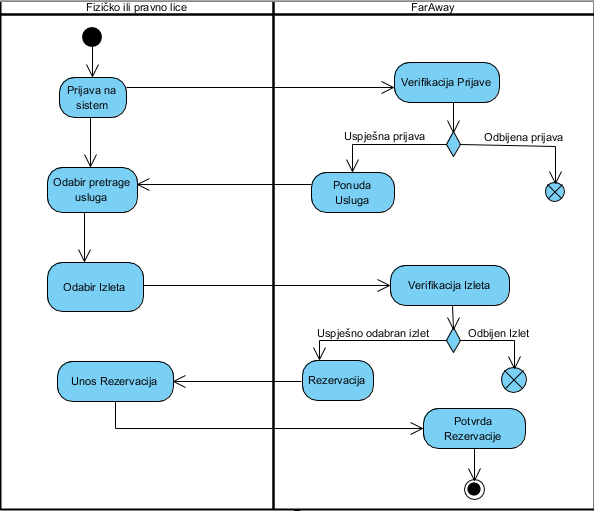 Fizičko ili pravno lice
FarAway
Prijava na
sistem
Verifikacija Prijave
Uspješna prijava
Odbijena prijava
Odabir pretrage
usluga
Ponuda
Usluga
Odabir Izleta
Verifikacija Izleta
Uspješno odabran izlet
Odbijen Izlet
Unos Rezervacija
Rezervacija
Potvrda
Rezervacije